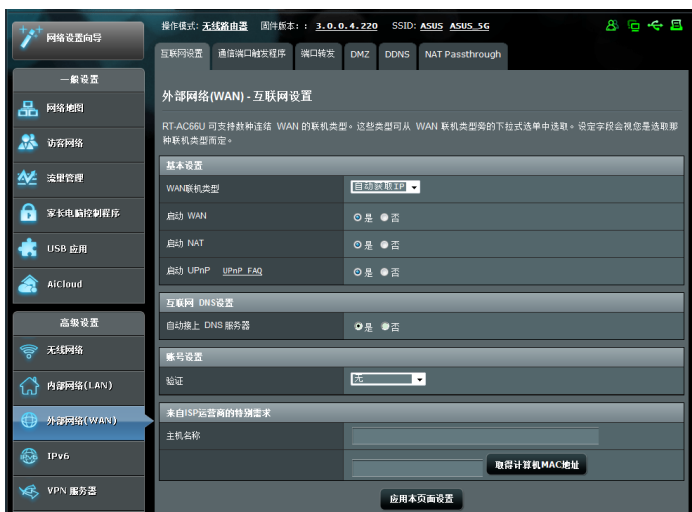 操作模式: 无线路由器 固件版本: : 3.0.0.4.220 SSID: ASUS ASUS_5G
网络设置向导
互联网设置 通信端口触发程序 端口转发 DMZ DDNS NAT Passthrough
一般设置
网络地图
访客网络
流量管理
家长电脑控制程序
USB 应用
AiCloud
高级设置
无线网络
内部网络(LAN)
外部网络(WAN)
IPv6
VPN 服务器
外部网络(WAN) - 互联网设置
RT-AC66U 可支持数种连结 WAN 的联机类型。这些类型可从 WAN 联机类型旁的下拉式选单中选取。设定字段会视您是选取那
种联机类型而定。
基本设置
WAN联机类型 自动获取IP
启动 WAN 是 否
启动 NAT 是 否
启动 UPnP UPnP FAQ 是 否
互联网 DNS设置
自动接上 DNS 服务器 是 否
账号设置
验证 无
来自ISP运营商的特别需求
主机名称
取得计算机MAC地址
应用本页面设置